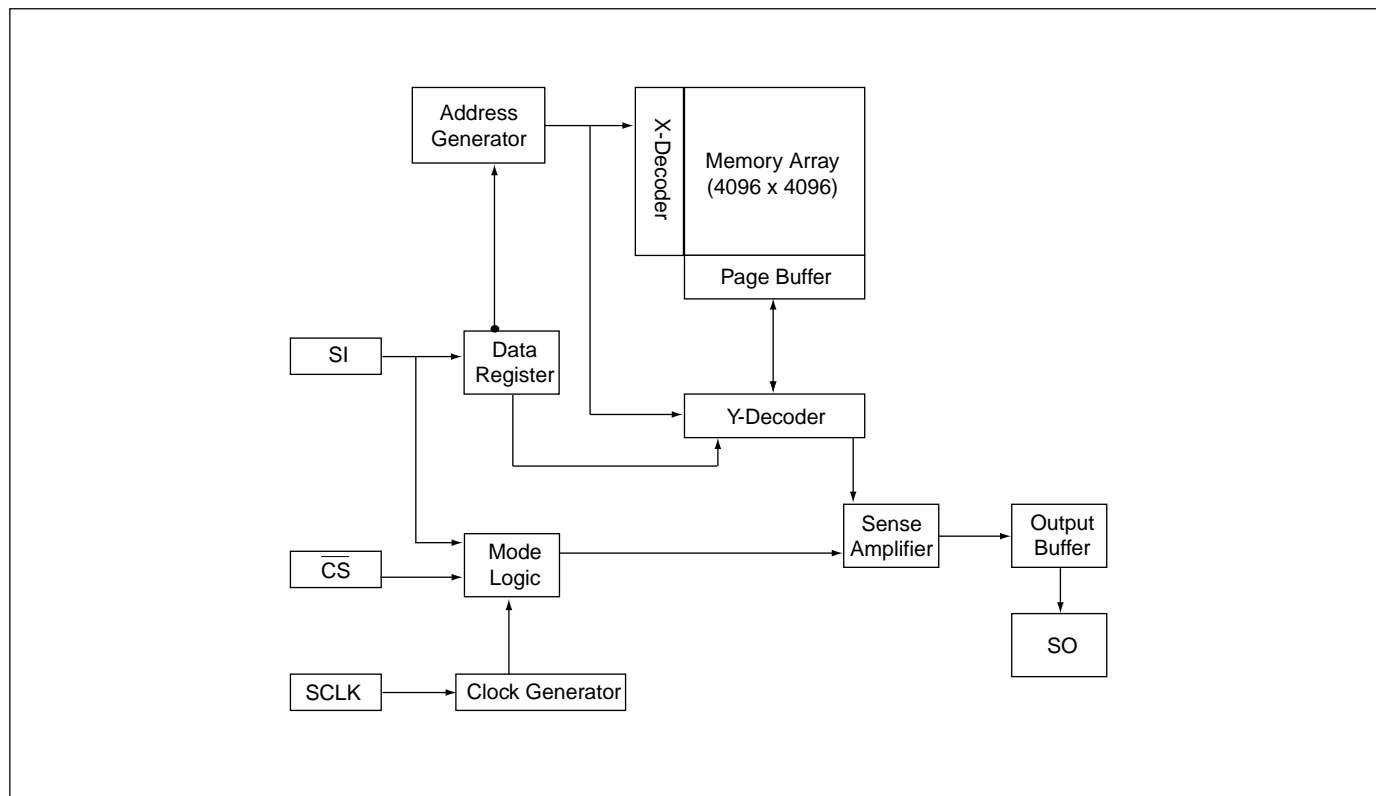 Address
Generator
X-Decoder
Memory Array
(4096 x 4096)
Page Buffer
SI
Data
Register
Y-Decoder
Sense
Amplifier
Output
Buffer
CS
Mode
Logic
SO
SCLK
Clock Generator